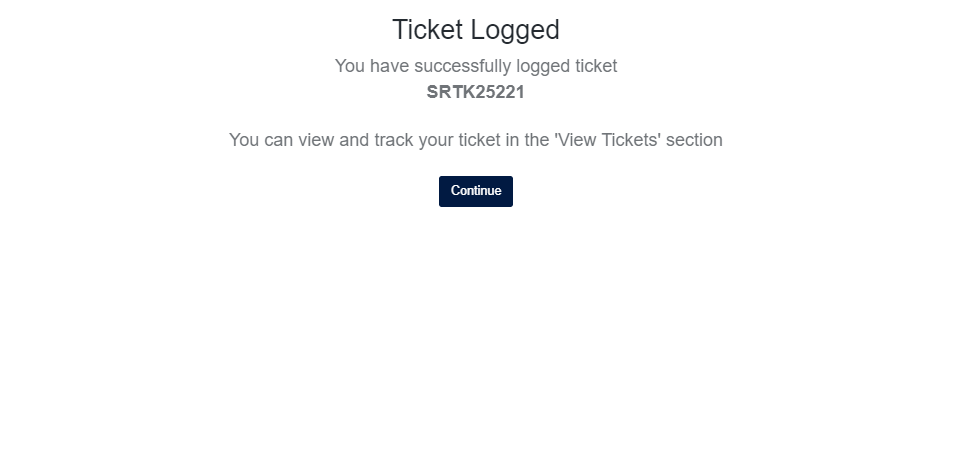 Ticket Logged
You have successfully logged ticket
SRTK25221
You can view and track your ticket in the 'View Tickets' section
Continue